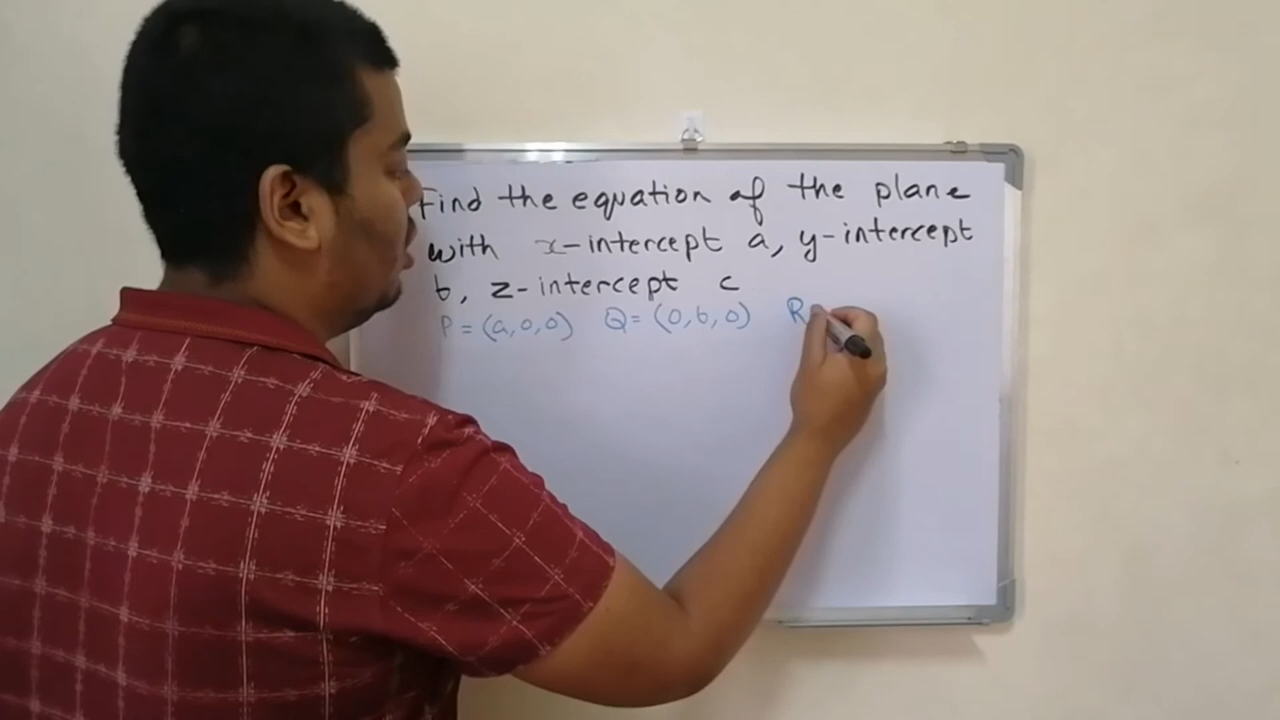 Find the equation of the plane
with x-intercept a, y-intercept
b, z-intercept c
P = (a,0,0) Q = (0,b,0) R